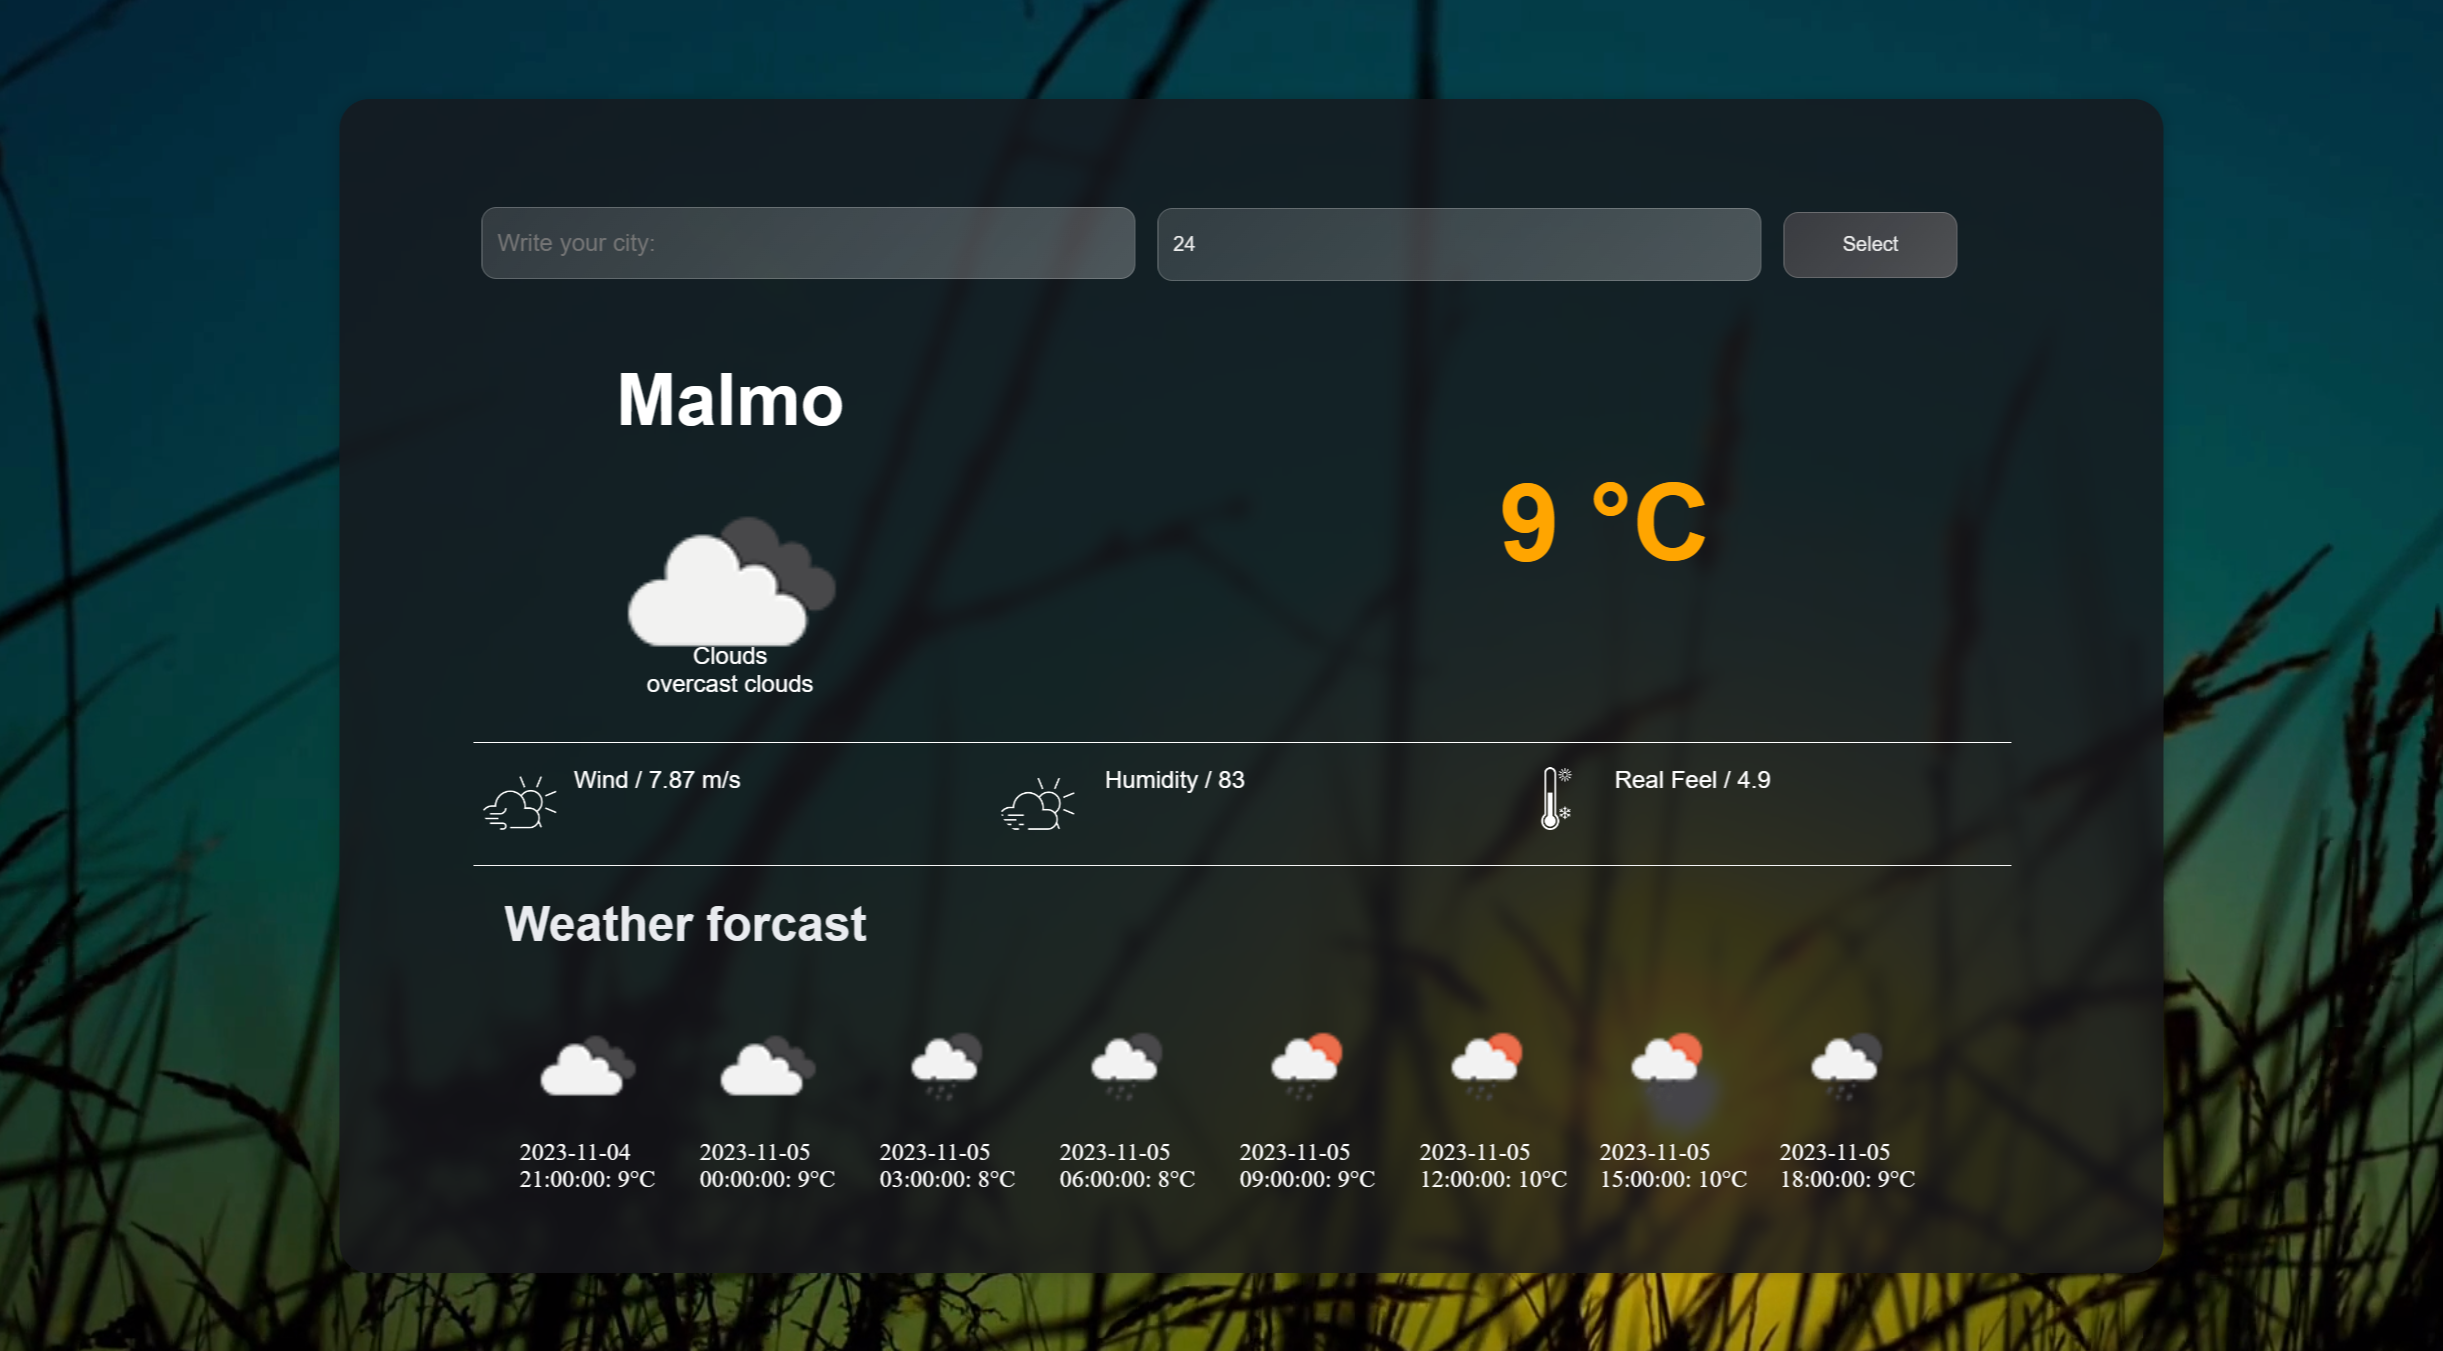 Write your city:
24
Select
Malmo
9 °C
Clouds
overcast clouds
Wind / 7.87 m/s
Humidity / 83
Real Feel / 4.9
Weather forcast
2023-11-04
21:00:00: 9°C
2023-11-05
00:00:00: 9°C
2023-11-05
03:00:00: 8°C
2023-11-05
06:00:00: 8°C
2023-11-05
09:00:00: 9°C
2023-11-05
12:00:00: 10°C
2023-11-05
15:00:00: 10°C
2023-11-05
18:00:00: 9°C